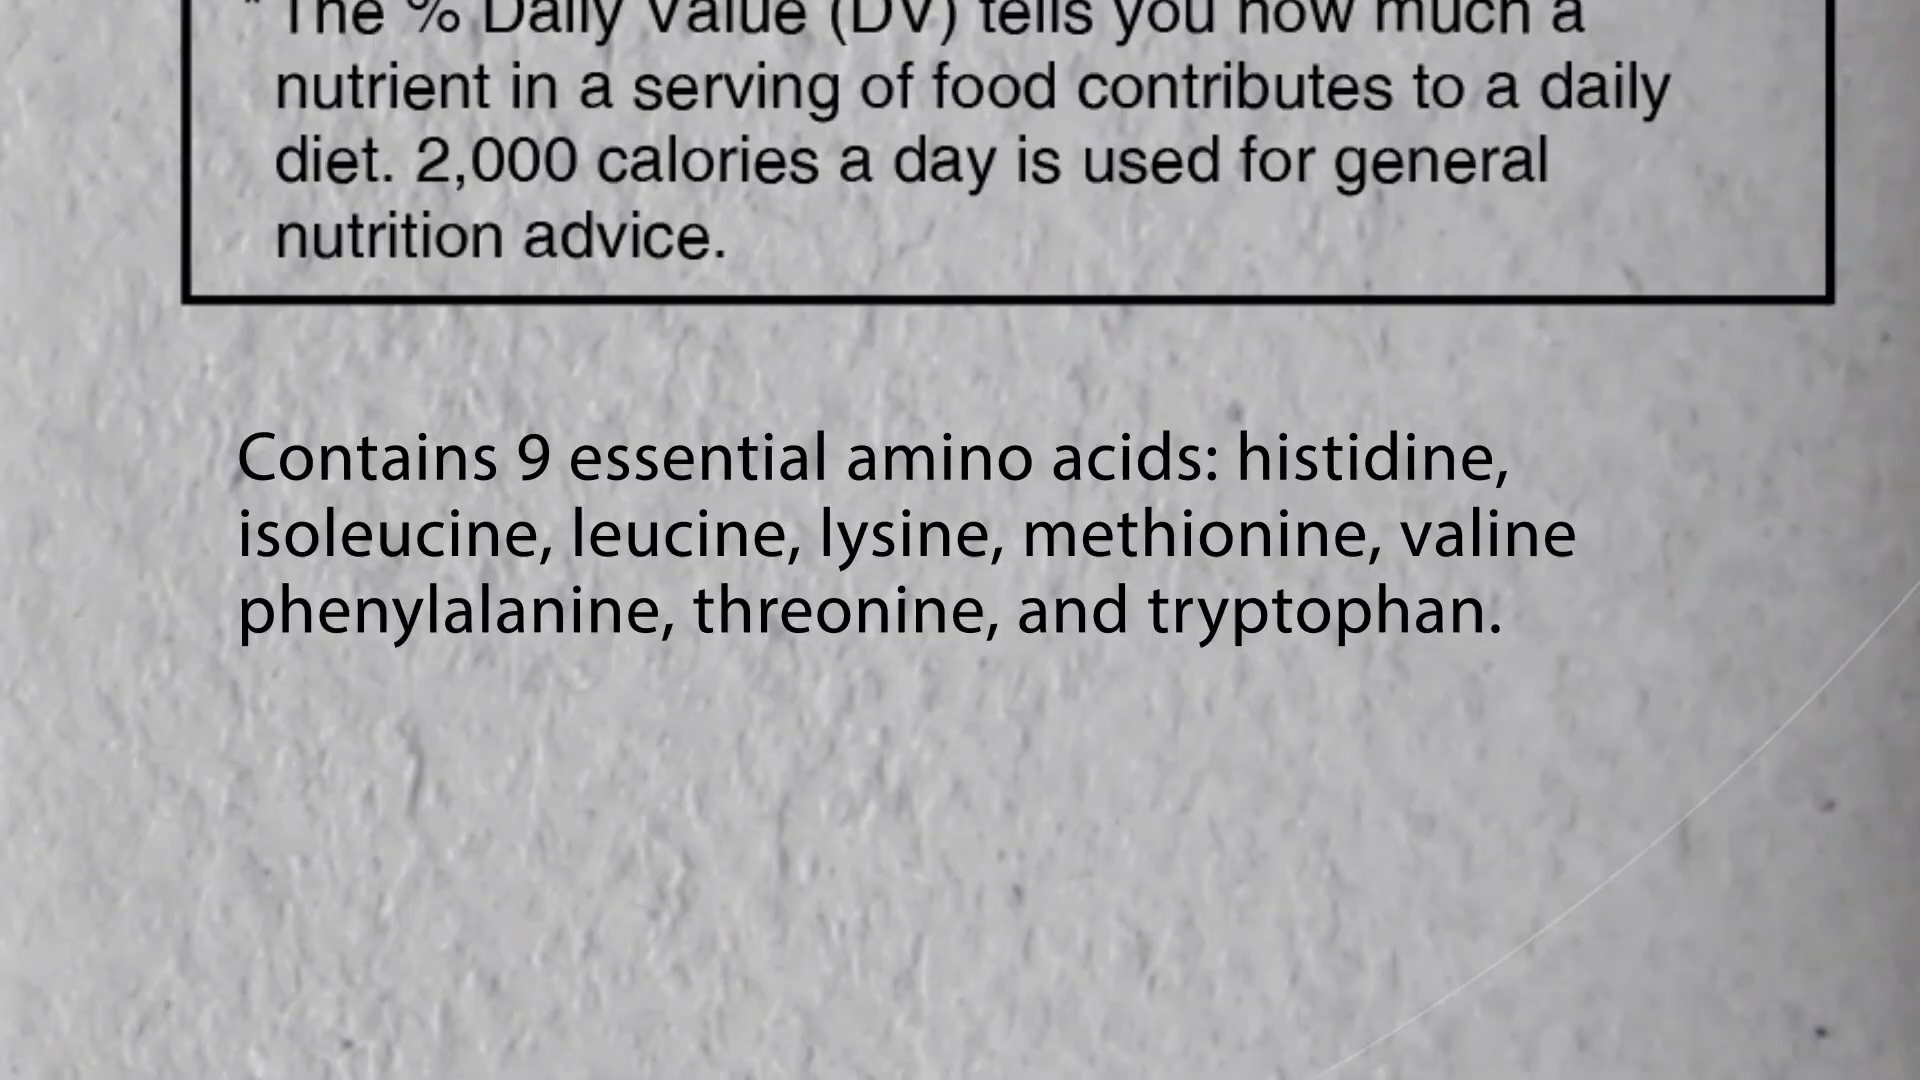 * The % Daily Value (DV) tells you how much a
nutrient in a serving of food contributes to a daily
diet. 2,000 calories a day is used for general
nutrition advice.
Contains 9 essential amino acids: histidine,
isoleucine, leucine, lysine, methionine, valine
phenylalanine, threonine, and tryptophan.